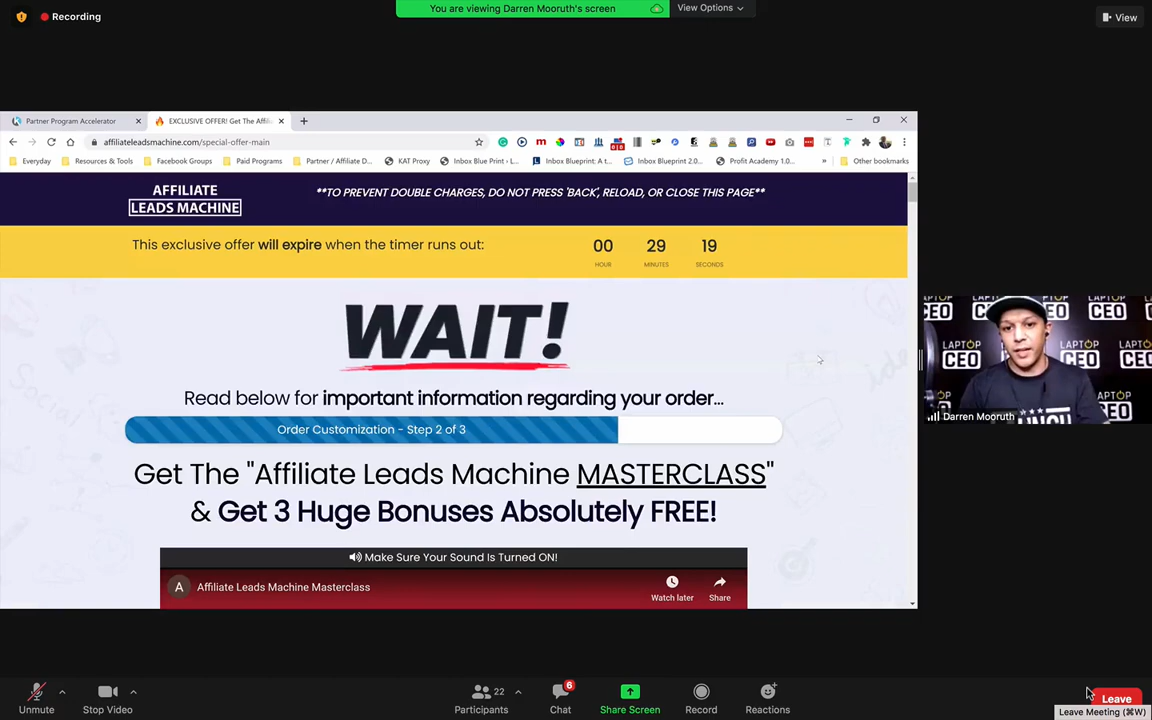 Recording
You are viewing Darren Mooruth's screen
View Options
View
Partner Program Accelerator
EXCLUSIVE OFFER! Get The Affili
affiliateleadsmachine.com/special-offer-main
Everyday
Resources & Tools
Facebook Groups
Paid Programs
Partner / Affiliate D...
KAT Proxy
Inbox Blue Print › L...
Inbox Blueprint: A t...
Inbox Blueprint 2.0...
Profit Academy 1.0...
»
Other bookmarks
AFFILIATE
LEADS MACHINE
**TO PREVENT DOUBLE CHARGES, DO NOT PRESS 'BACK', RELOAD, OR CLOSE THIS PAGE**
This exclusive offer will expire when the timer runs out:
00 29 19
HOUR MINUTES SECONDS
WAIT!
Read below for important information regarding your order...
Order Customization - Step 2 of 3
Get The "Affiliate Leads Machine MASTERCLASS"
& Get 3 Huge Bonuses Absolutely FREE!
Make Sure Your Sound Is Turned ON!
A Affiliate Leads Machine Masterclass
Watch later
Share
LAPTOP
CEO
Darren Mooruth
Unmute
Stop Video
22
Participants
6
Chat
Share Screen
Record
Reactions
Leave
Leave Meeting (⌘W)